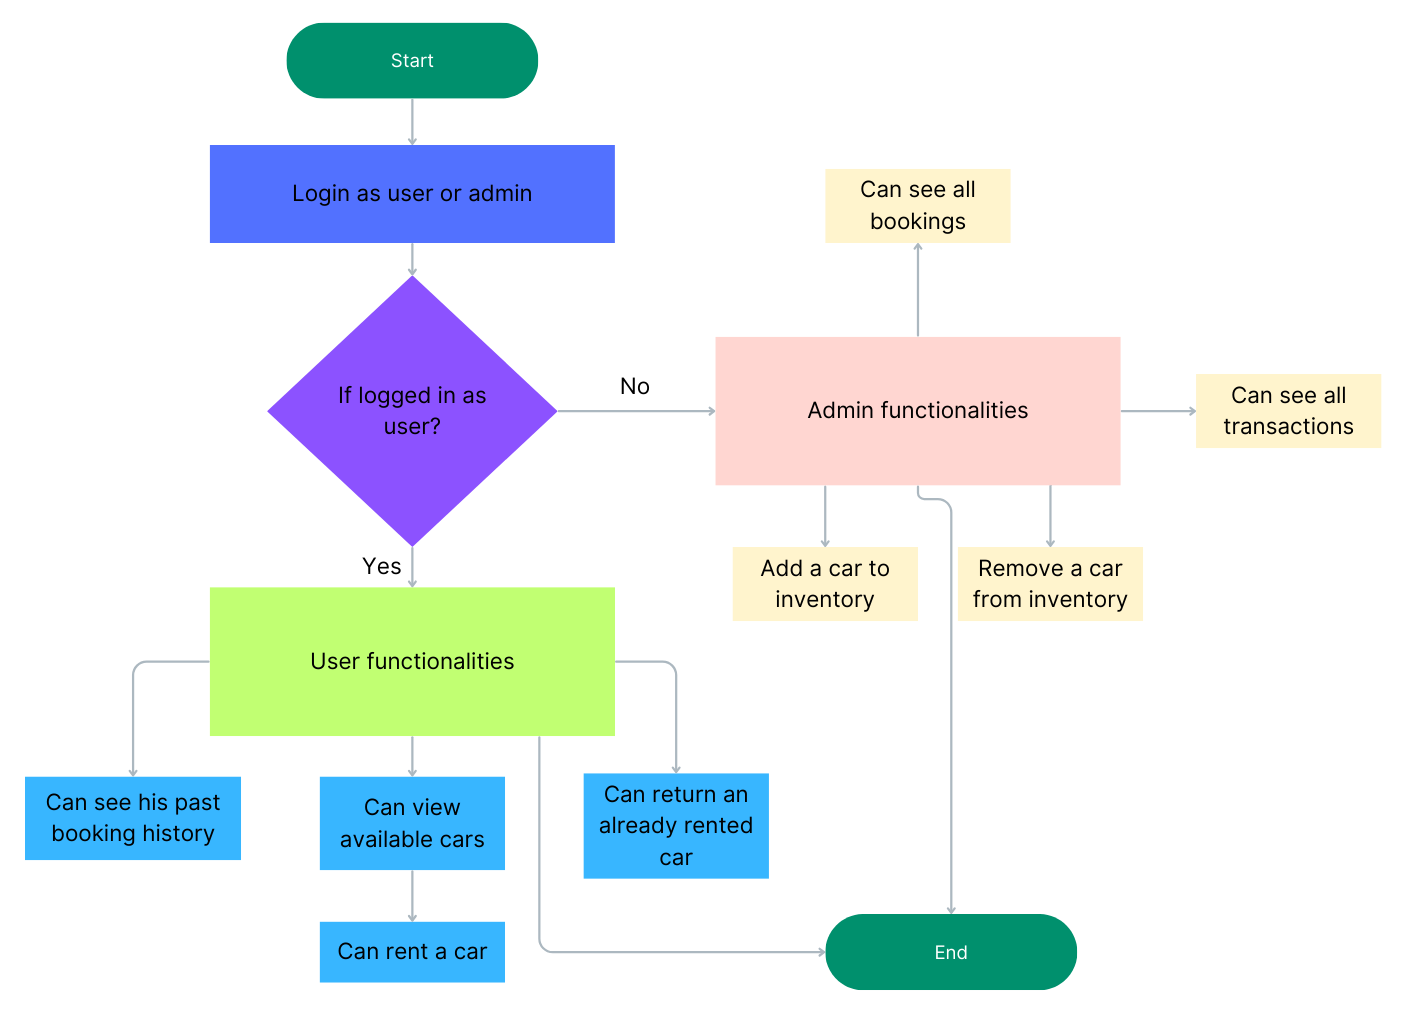 Start
Login as user or admin
Can see all
bookings
If logged in as
user?
No
Admin functionalities
Can see all
transactions
Yes
Add a car to
inventory
Remove a car
from inventory
User functionalities
Can see his past
booking history
Can view
available cars
Can return an
already rented
car
Can rent a car
End